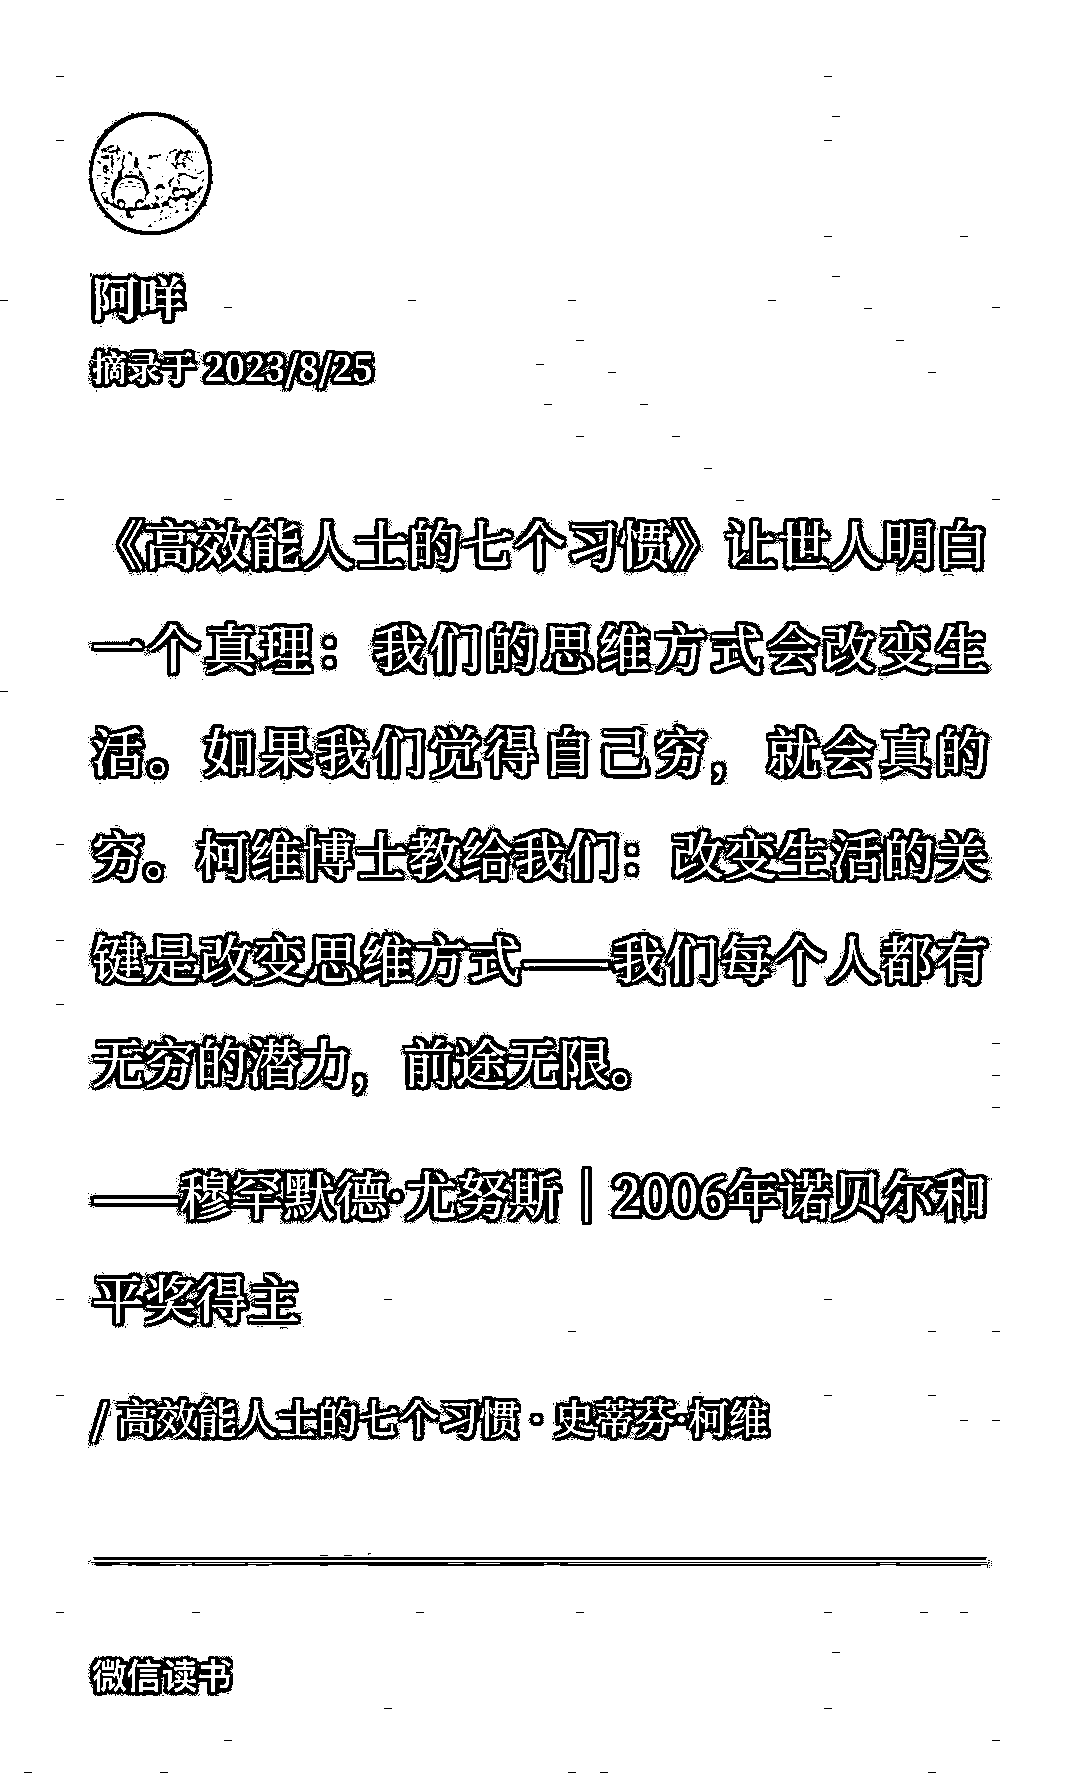 阿咩
摘录于 2023/8/25
《高效能人士的七个习惯》让世人明白
一个真理：我们的思维方式会改变生
活。如果我们觉得自己穷，就会真的
穷。柯维博士教给我们：改变生活的关
键是改变思维方式——我们每个人都有
无穷的潜力，前途无限。
——穆罕默德·尤努斯｜2006年诺贝尔和
平奖得主
/ 高效能人士的七个习惯 · 史蒂芬·柯维
微信读书